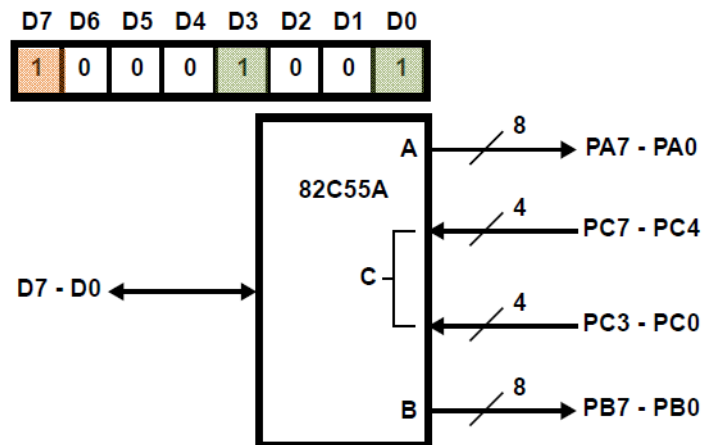 D7 D6 D5 D4 D3 D2 D1 D0
1 0 0 0 1 0 0 1
8
A PA7 - PA0
82C55A
4
PC7 - PC4
C
D7 - D0
4
PC3 - PC0
8
B PB7 - PB0